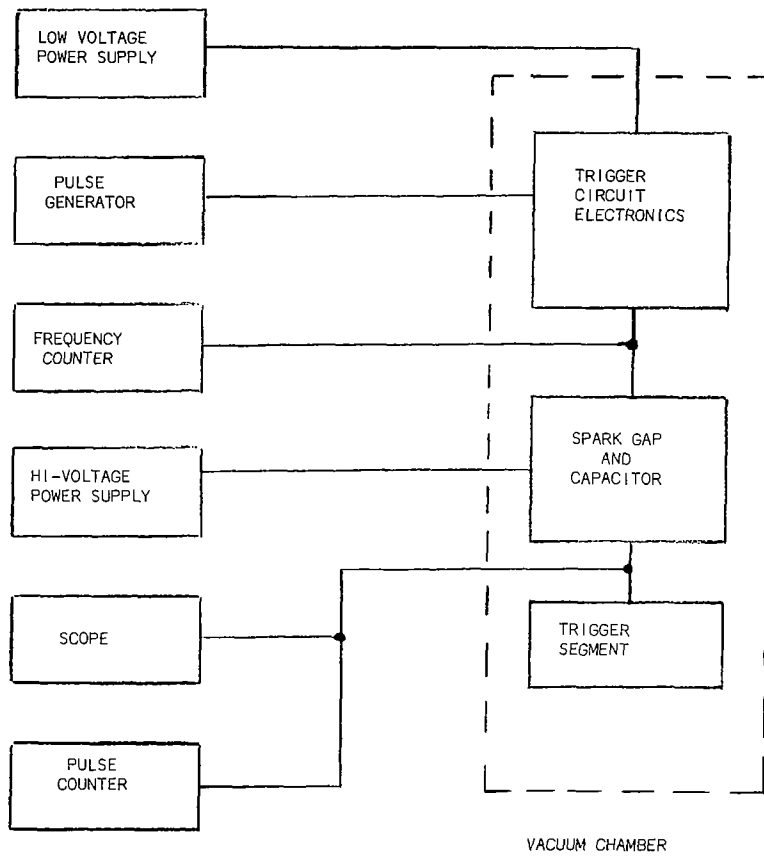 LOW VOLTAGE
POWER SUPPLY
PULSE
GENERATOR
FREQUENCY
COUNTER
HI-VOLTAGE
POWER SUPPLY
SCOPE
PULSE
COUNTER
TRIGGER
CIRCUIT
ELECTRONICS
SPARK GAP
AND
CAPACITOR
TRIGGER
SEGMENT
VACUUM CHAMBER